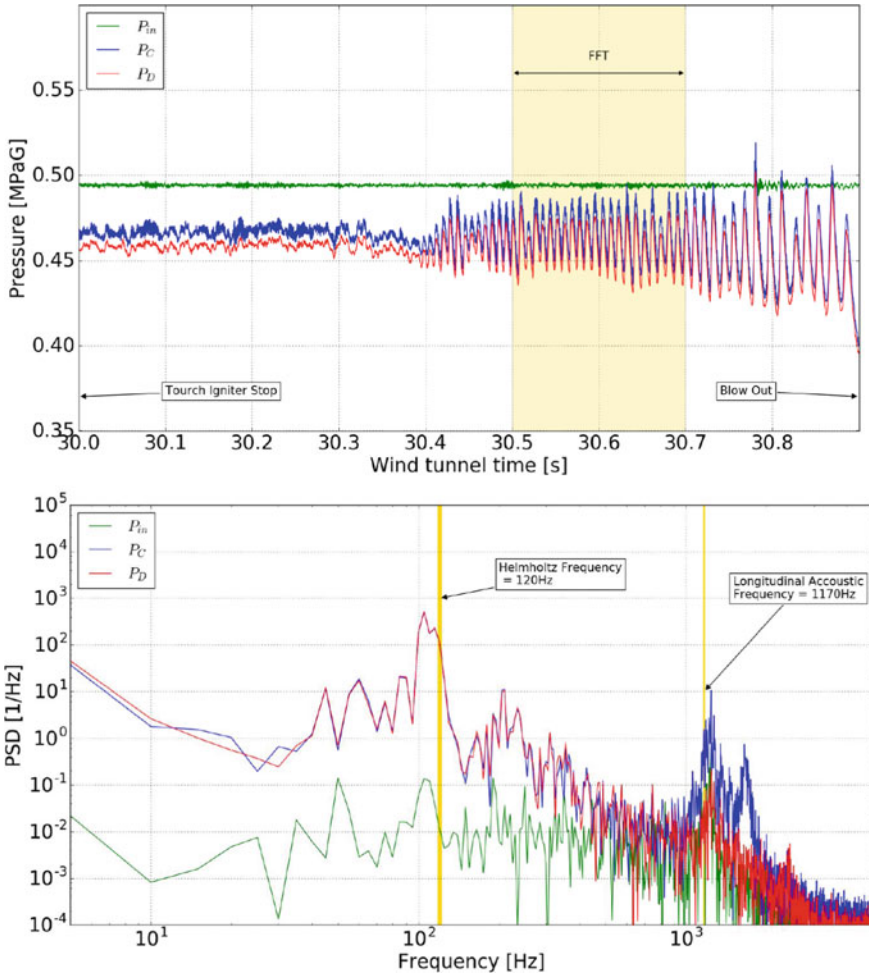 P_in
P_C
P_D
FFT
Pressure [MPaG]
0.55
0.50
0.45
0.40
0.35
Tourch Igniter Stop
Blow Out
30.0 30.1 30.2 30.3 30.4 30.5 30.6 30.7 30.8
Wind tunnel time [s]
P_in
P_C
P_D
PSD [1/Hz]
10^5
10^4
10^3
10^2
10^1
10^0
10^-1
10^-2
10^-3
10^-4
Helmholtz Frequency
= 120Hz
Longitudinal Accoustic
Frequency = 1170Hz
10^1 10^2 10^3
Frequency [Hz]